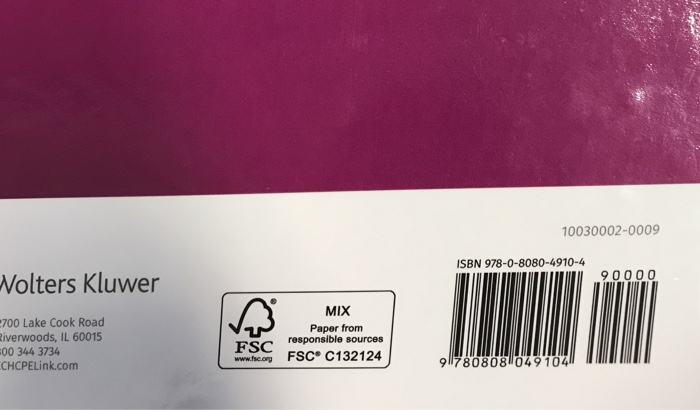 10030002-0009
ISBN 978-0-8080-4910-4
90000
9 780808 049104
Wolters Kluwer
2700 Lake Cook Road
Riverwoods, IL 60015
800 344 3734
CCHCPELink.com
®
FSC
www.fsc.org
MIX
Paper from
responsible sources
FSC® C132124